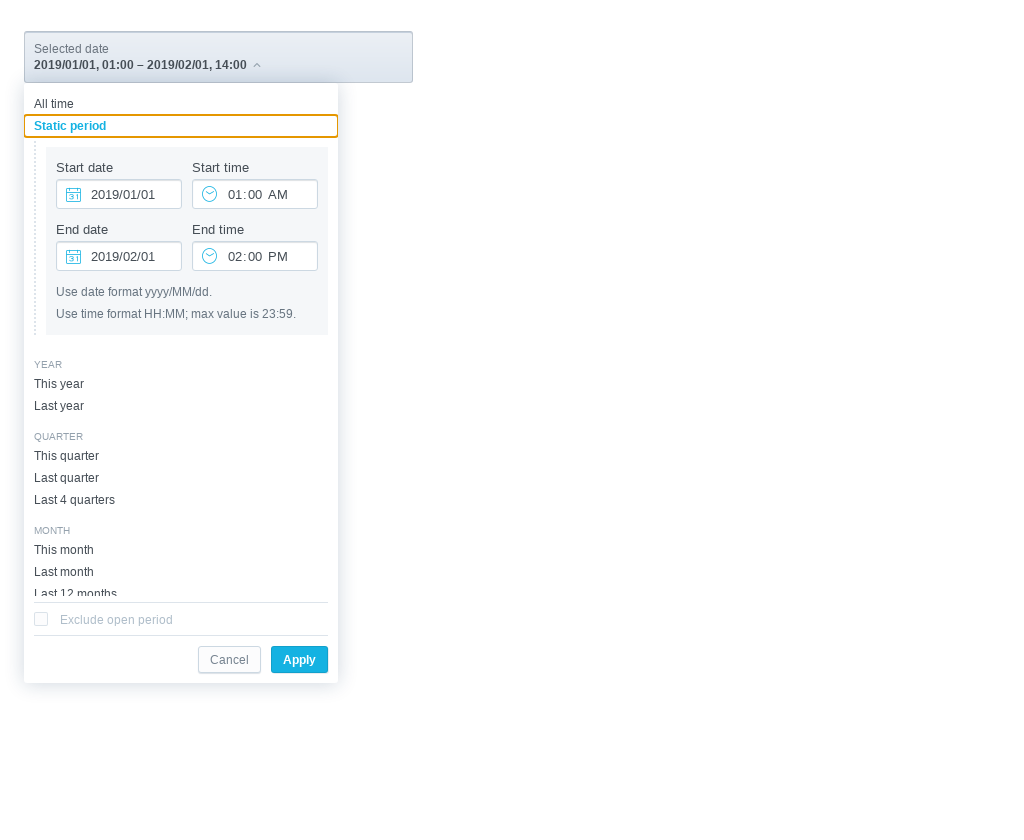 Selected date
2019/01/01, 01:00 – 2019/02/01, 14:00
All time
Static period
Start date Start time
31 2019/01/01 01:00 AM
End date End time
31 2019/02/01 02:00 PM
Use date format yyyy/MM/dd.
Use time format HH:MM; max value is 23:59.
YEAR
This year
Last year
QUARTER
This quarter
Last quarter
Last 4 quarters
MONTH
This month
Last month
Last 12 months
Exclude open period
Cancel Apply